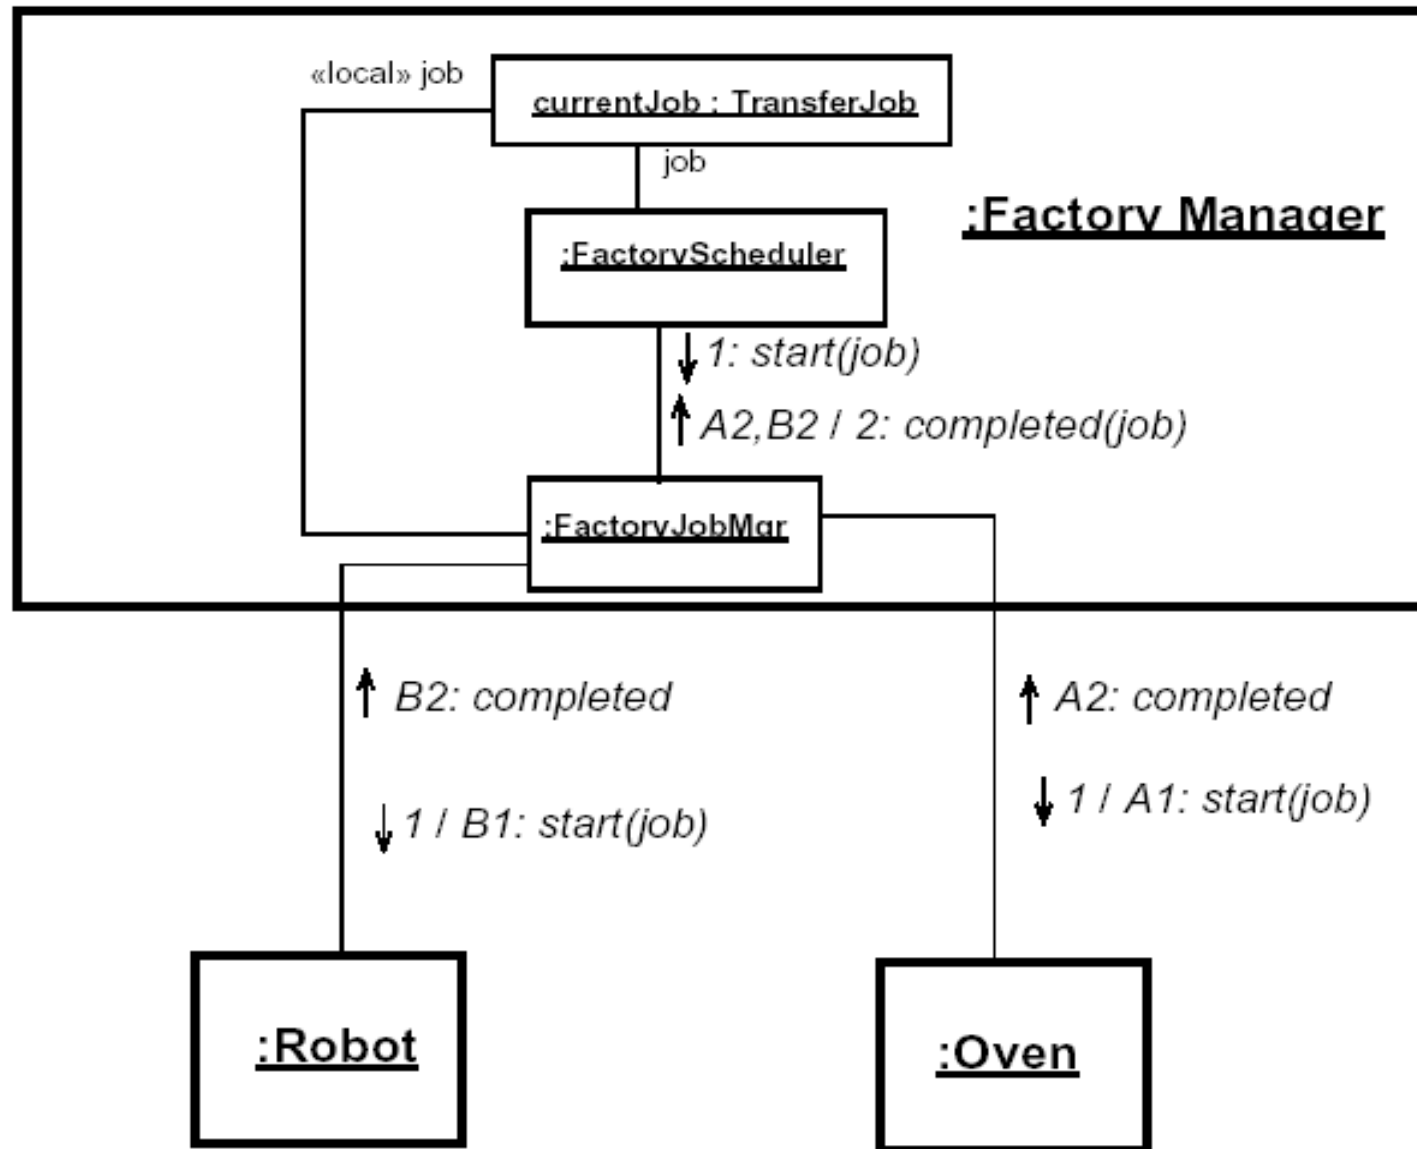 «local» job
currentJob : TransferJob
job
:Factory Manager
:FactoryScheduler
1: start(job)
A2,B2 / 2: completed(job)
:FactoryJobMgr
B2: completed
A2: completed
1 / A1: start(job)
1 / B1: start(job)
:Robot
:Oven